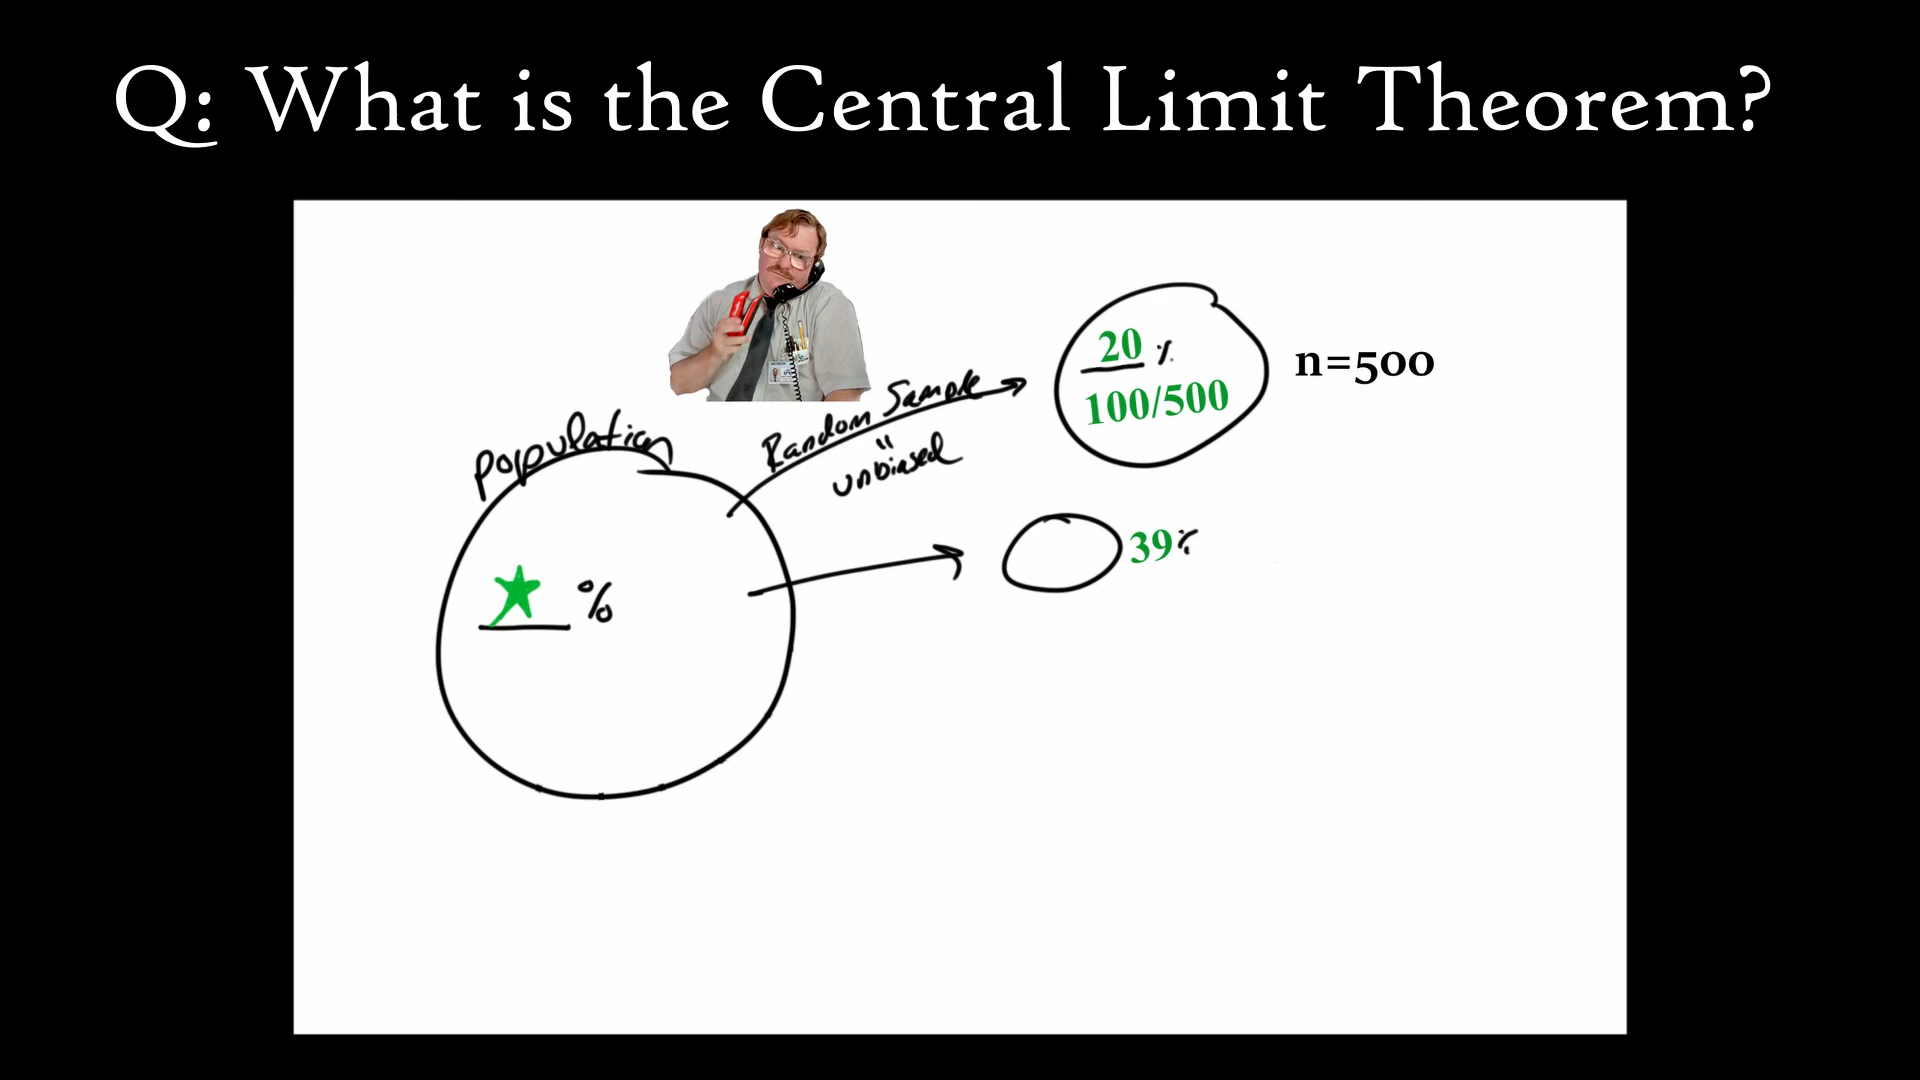 Q: What is the Central Limit Theorem?
20 %
100/500
n=500
Random Sample
"
unbiased
population
39%
%